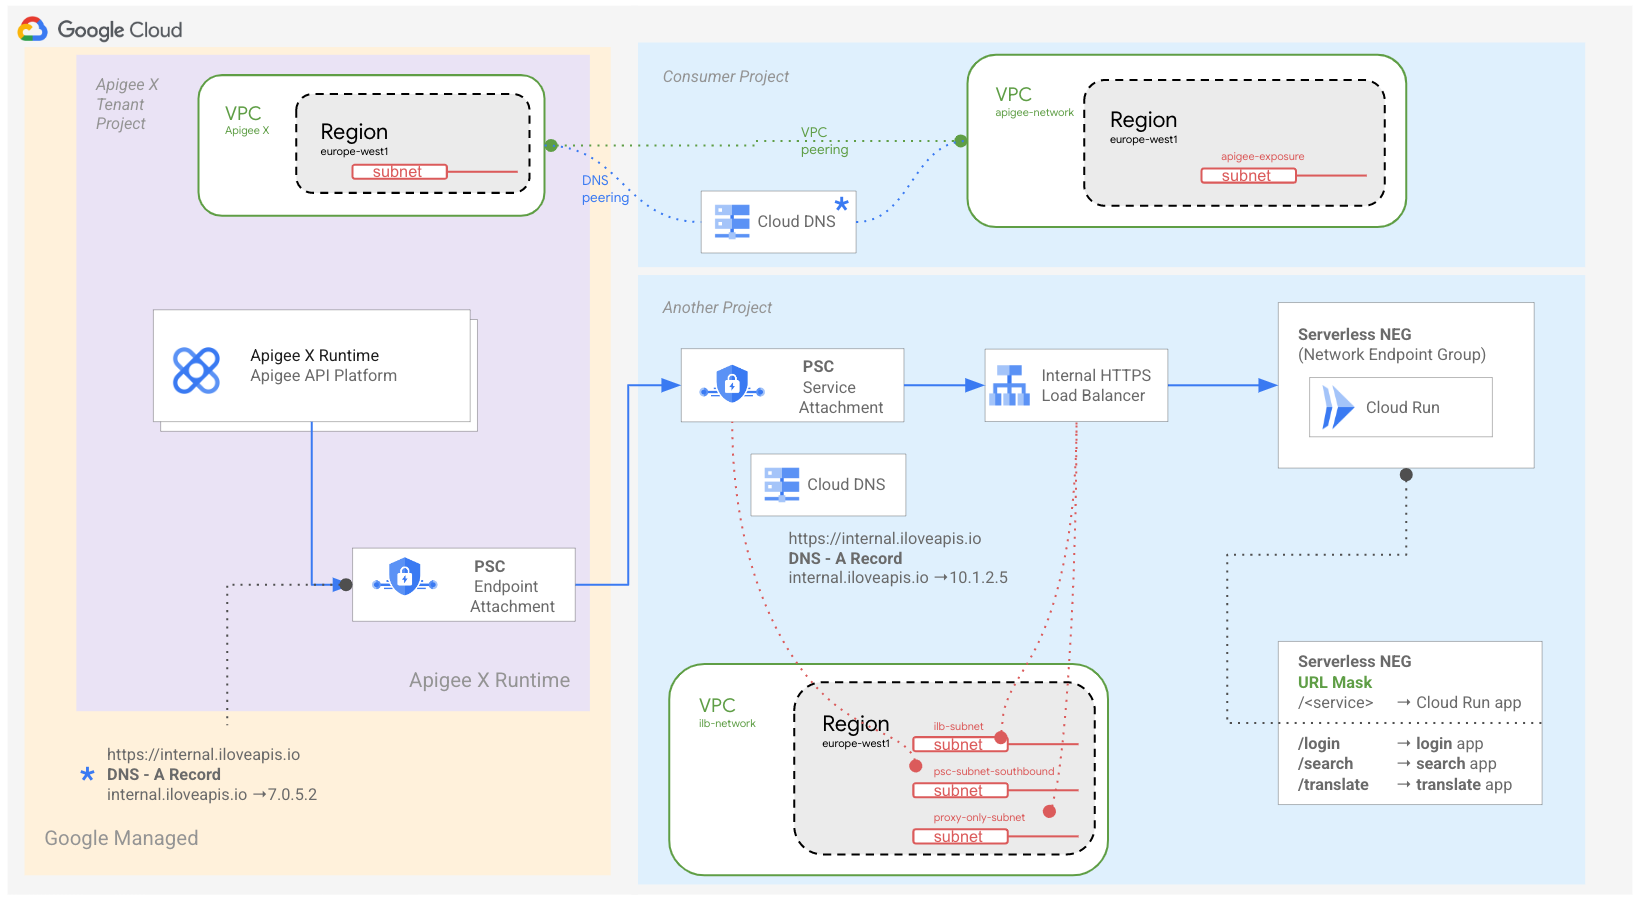 Google Cloud
Apigee X
Tenant
Project
VPC
Apigee X
Region
europe-west1
subnet
DNS
peering
VPC
peering
Consumer Project
Cloud DNS
*
VPC
apigee-network
Region
europe-west1
apigee-exposure
subnet
Apigee X Runtime
Apigee API Platform
PSC
Endpoint
Attachment
Apigee X Runtime
https://internal.iloveapis.io
* DNS - A Record
internal.iloveapis.io →7.0.5.2
Google Managed
Another Project
PSC
Service
Attachment
Internal HTTPS
Load Balancer
Serverless NEG
(Network Endpoint Group)
Cloud Run
Cloud DNS
https://internal.iloveapis.io
DNS - A Record
internal.iloveapis.io →10.1.2.5
VPC
ilb-network
Region
europe-west1
ilb-subnet
subnet
psc-subnet-southbound
subnet
proxy-only-subnet
subnet
Serverless NEG
URL Mask
/<service> → Cloud Run app
/login → login app
/search → search app
/translate → translate app